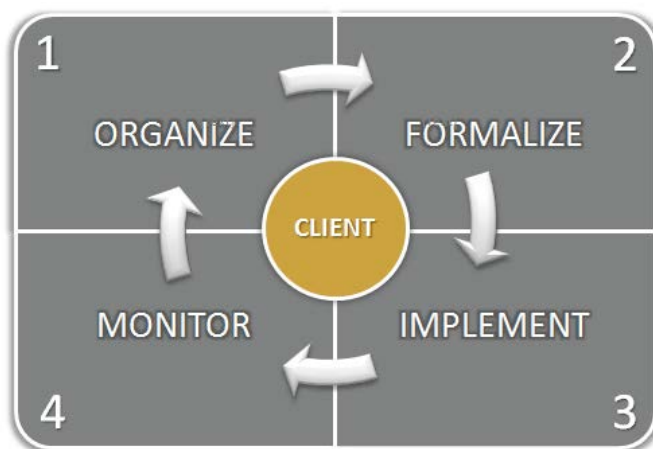 1
2
ORGANIZE
FORMALIZE
CLIENT
MONITOR
IMPLEMENT
4
3